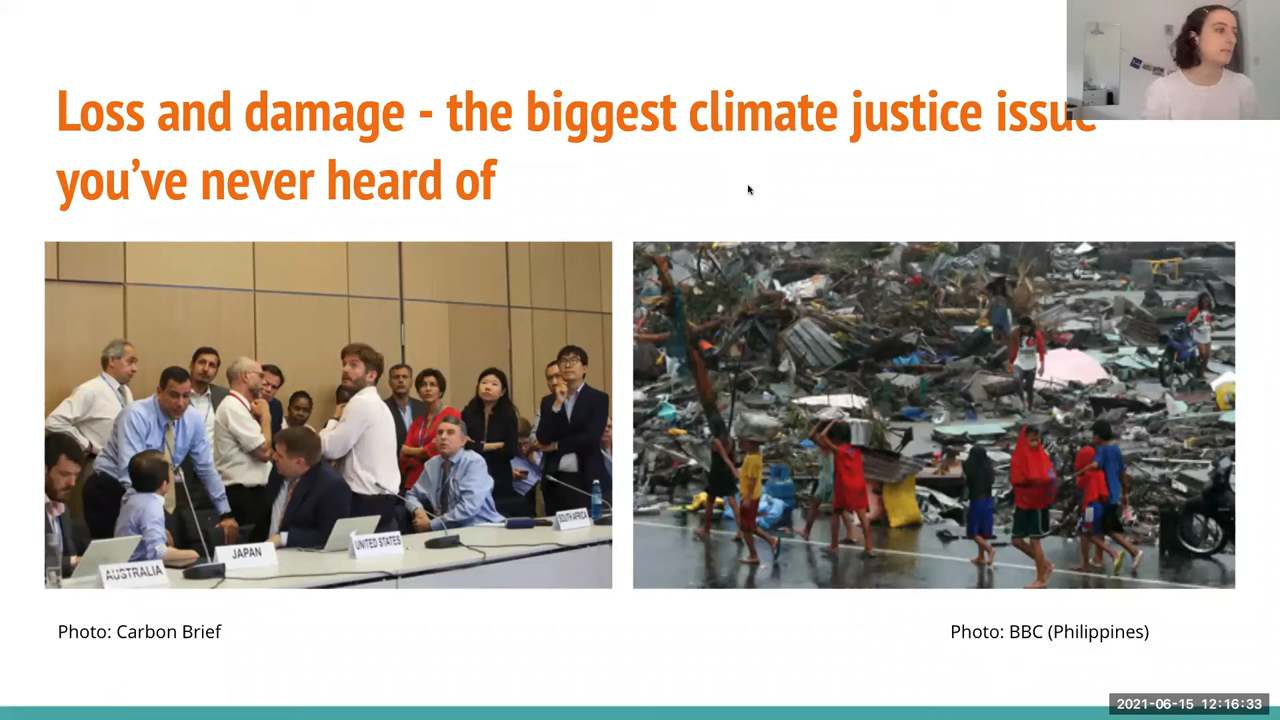 Loss and damage - the biggest climate justice issue
you've never heard of
AUSTRALIA
JAPAN
UNITED STATES
SOUTH AFRICA
Photo: Carbon Brief
Photo: BBC (Philippines)
2021-06-15 12:16:33